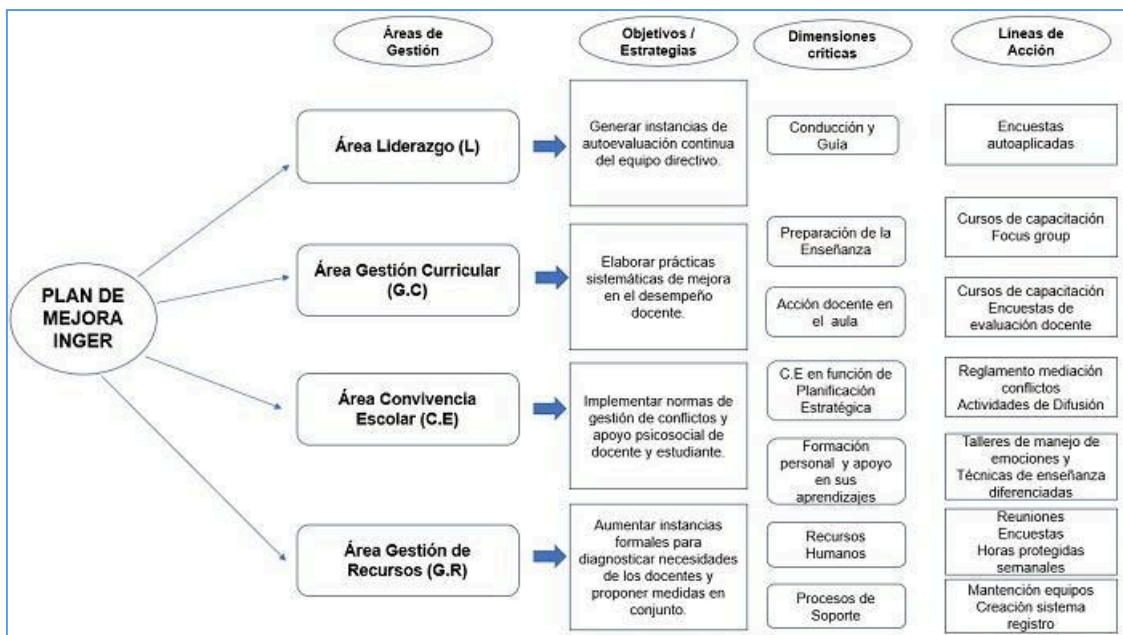 Áreas de
Gestión
Objetivos /
Estrategias
Dimensiones
críticas
Líneas de
Acción
PLAN DE
MEJORA
INGER
Área Liderazgo (L)
Generar instancias de
autoevaluación continua
del equipo directivo.
Conducción y
Guía
Encuestas
autoaplicadas
Área Gestión Curricular
(G.C)
Elaborar prácticas
sistemáticas de mejora
en el desempeño
docente.
Preparación de la
Enseñanza
Cursos de capacitación
Focus group
Acción docente en
el aula
Cursos de capacitación
Encuestas de
evaluación docente
Área Convivencia
Escolar (C.E)
Implementar normas de
gestión de conflictos y
apoyo psicosocial de
docente y estudiante.
C.E en función de
Planificación
Estratégica
Reglamento mediación
conflictos
Actividades de Difusión
Formación
personal y apoyo
en sus
aprendizajes
Talleres de manejo de
emociones y
Técnicas de enseñanza
diferenciadas
Área Gestión de
Recursos (G.R)
Aumentar instancias
formales para
diagnosticar necesidades
de los docentes y
proponer medidas en
conjunto.
Recursos
Humanos
Reuniones
Encuestas
Horas protegidas
semanales
Procesos de
Soporte
Mantención equipos
Creación sistema
registro